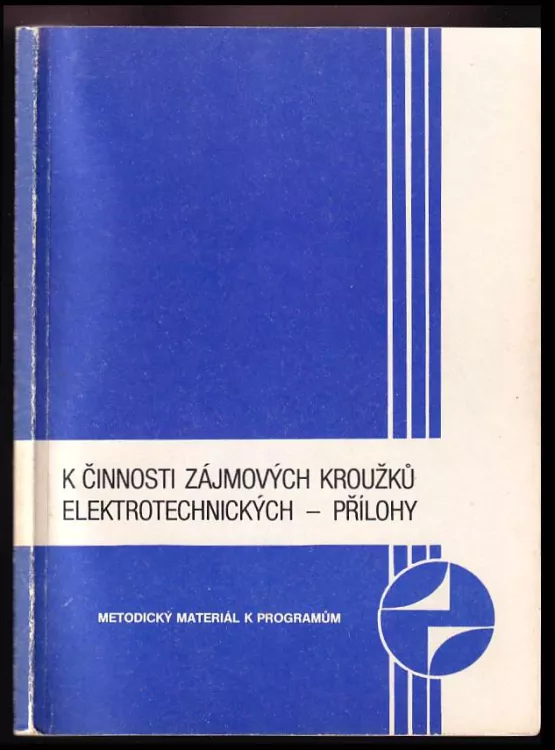 K ČINNOSTI ZÁJMOVÝCH KROUŽKŮ
ELEKTROTECHNICKÝCH – PŘÍLOHY
METODICKÝ MATERIÁL K PROGRAMŮM